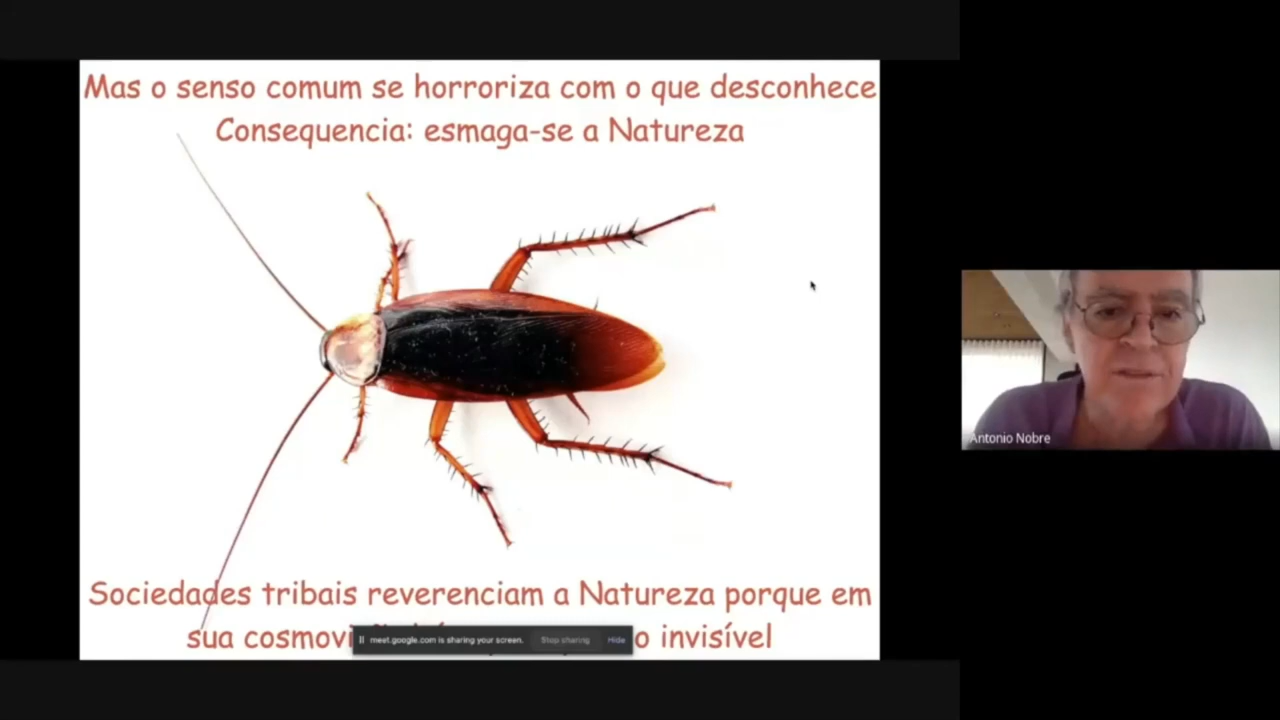 Mas o senso comum se horroriza com o que desconhece
Consequencia: esmaga-se a Natureza
Antonio Nobre
Sociedades tribais reverenciam a Natureza porque em
sua o invisível
meet.google.com is sharing your screen. Stop sharing Hide